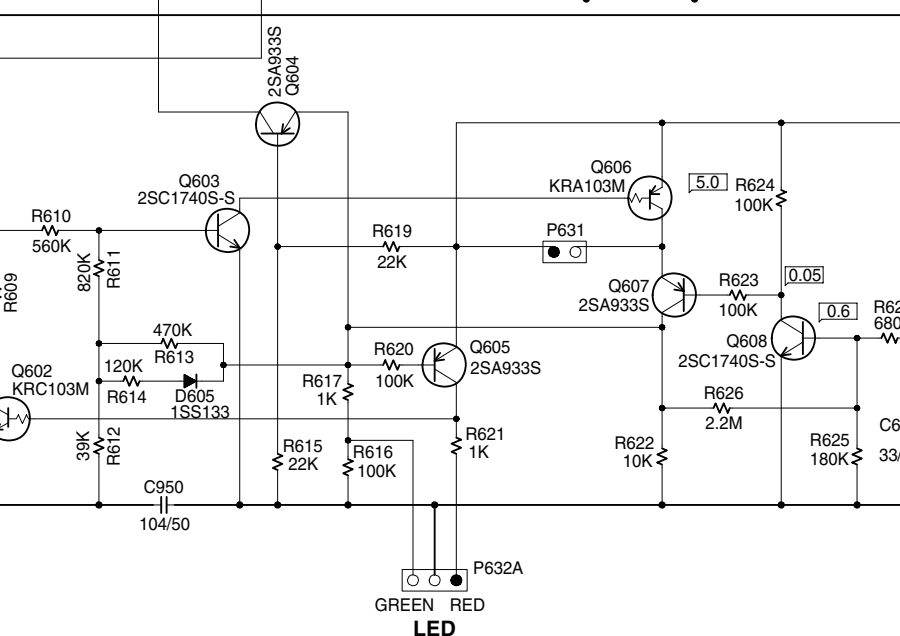 2SA933S
Q604
Q606
KRA103M
5.0
R624
100K
Q603
2SC1740S-S
R610
560K
R619
22K
P631
820K
R611
R609
Q607
2SA933S
R623
100K
0.05
0.6
470K
R613
R620
100K
Q605
2SA933S
Q608
2SC1740S-S
680
Q602
KRC103M
120K
R614
D605
1SS133
R617
1K
R626
2.2M
39K
R612
R615
22K
R616
100K
R621
1K
R622
10K
R625
180K
C950
104/50
P632A
GREEN RED
LED